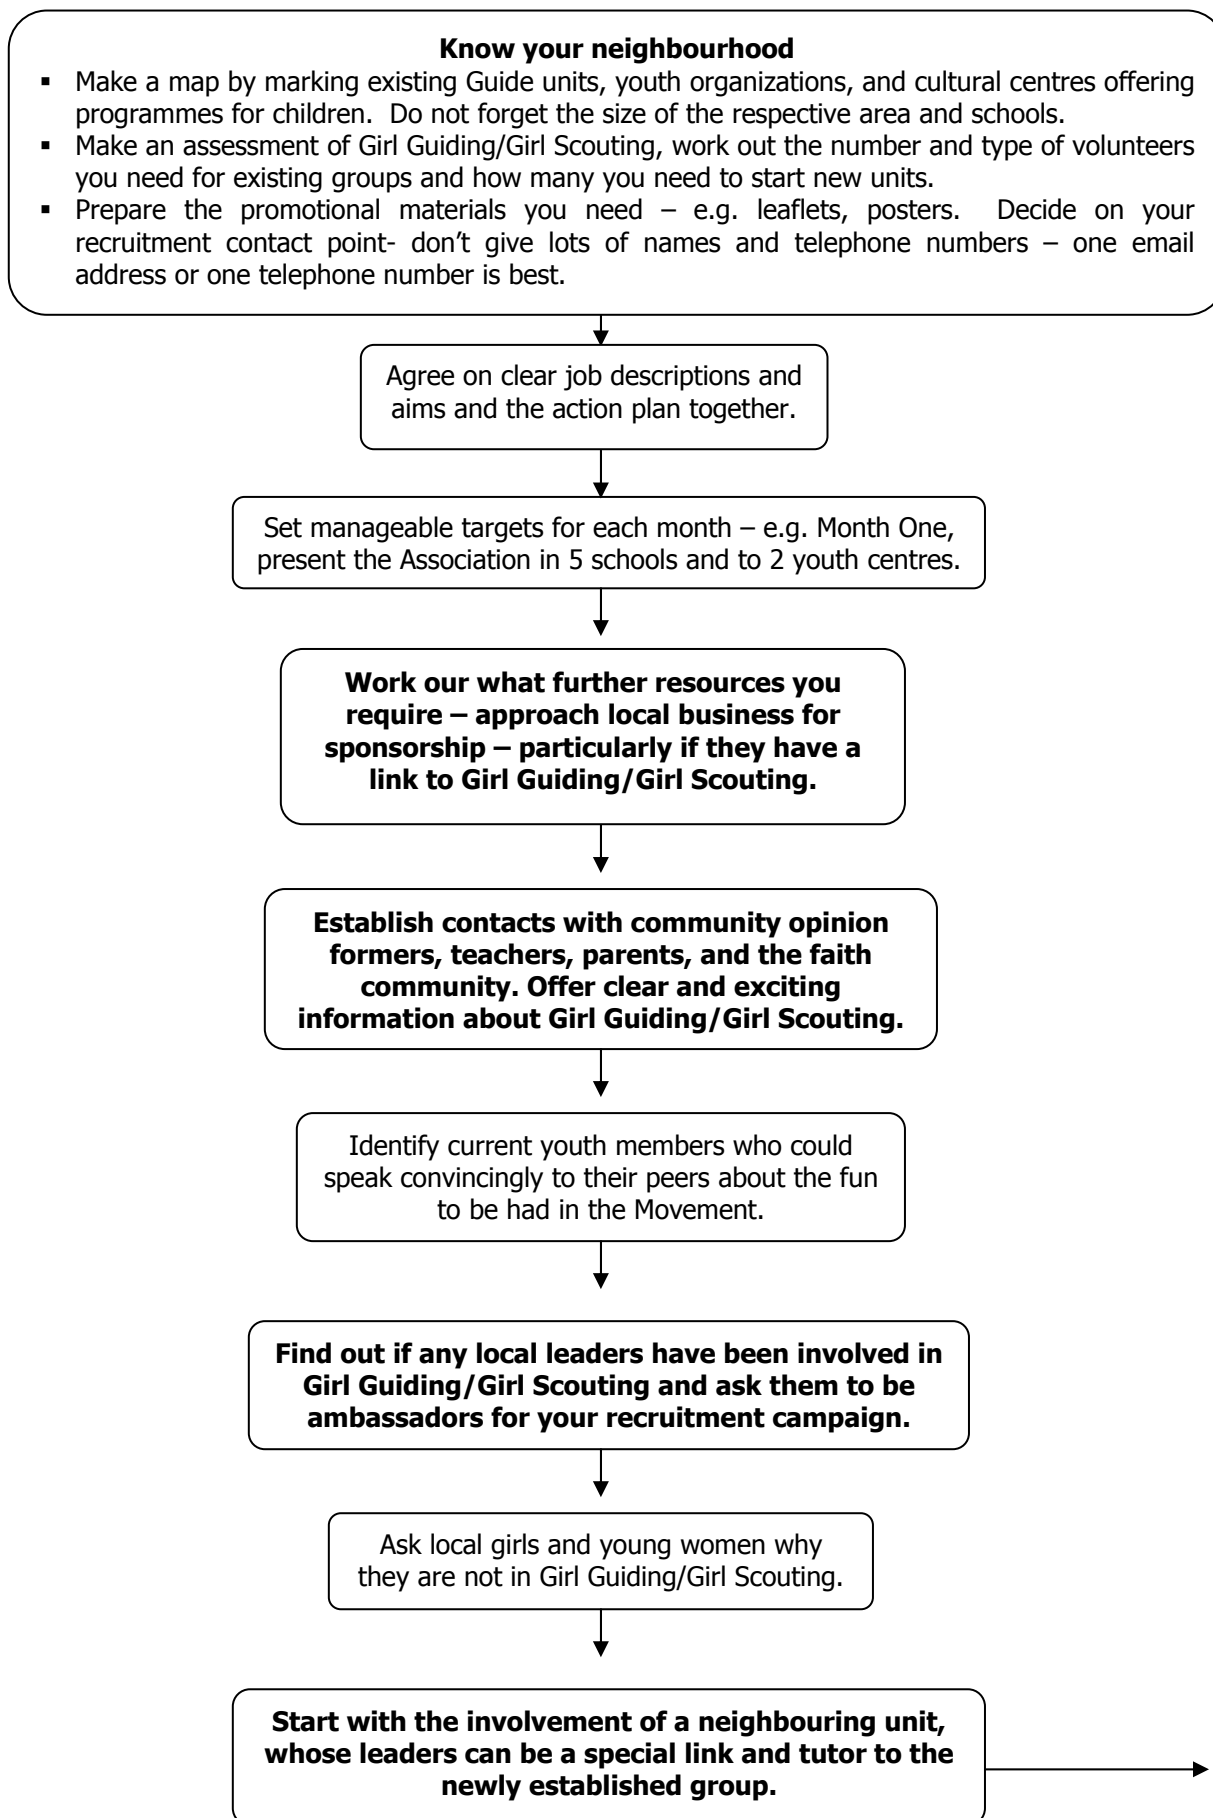 Know your neighbourhood
▪ Make a map by marking existing Guide units, youth organizations, and cultural centres offering
programmes for children. Do not forget the size of the respective area and schools.
▪ Make an assessment of Girl Guiding/Girl Scouting, work out the number and type of volunteers
you need for existing groups and how many you need to start new units.
▪ Prepare the promotional materials you need – e.g. leaflets, posters. Decide on your
recruitment contact point- don’t give lots of names and telephone numbers – one email
address or one telephone number is best.
Agree on clear job descriptions and
aims and the action plan together.
Set manageable targets for each month – e.g. Month One,
present the Association in 5 schools and to 2 youth centres.
Work our what further resources you
require – approach local business for
sponsorship – particularly if they have a
link to Girl Guiding/Girl Scouting.
Establish contacts with community opinion
formers, teachers, parents, and the faith
community. Offer clear and exciting
information about Girl Guiding/Girl Scouting.
Identify current youth members who could
speak convincingly to their peers about the fun
to be had in the Movement.
Find out if any local leaders have been involved in
Girl Guiding/Girl Scouting and ask them to be
ambassadors for your recruitment campaign.
Ask local girls and young women why
they are not in Girl Guiding/Girl Scouting.
Start with the involvement of a neighbouring unit,
whose leaders can be a special link and tutor to the
newly established group.